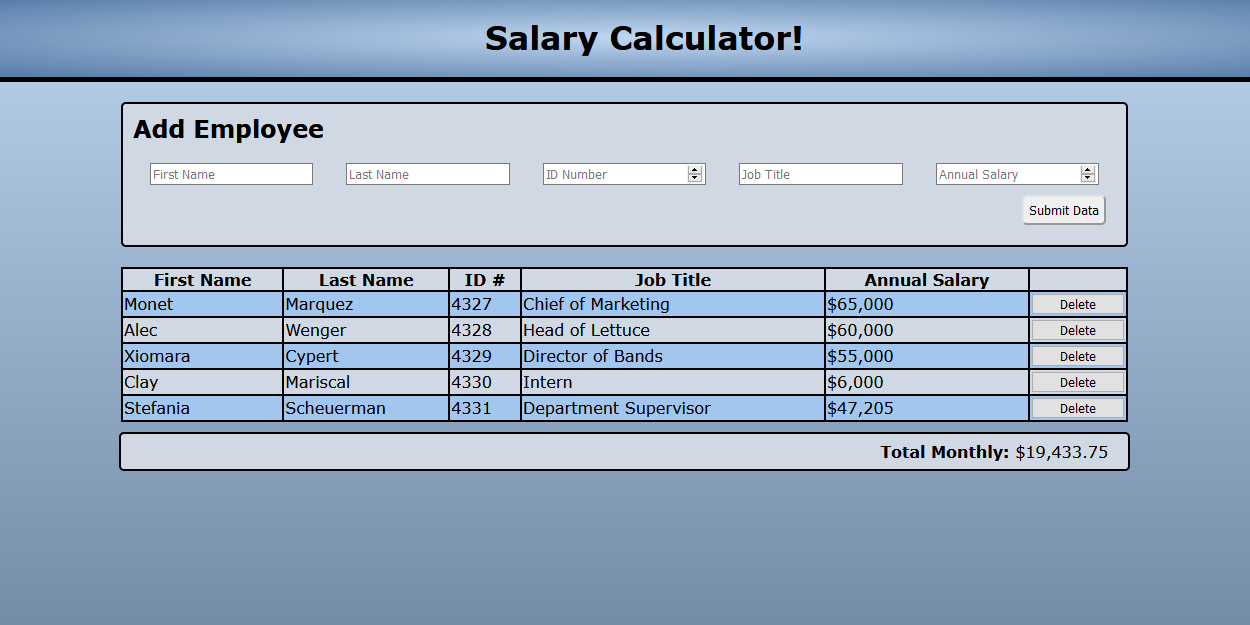 Salary Calculator!
Add Employee
First Name Last Name ID Number Job Title Annual Salary
Submit Data
First Name Last Name ID # Job Title Annual Salary
Monet Marquez 4327 Chief of Marketing $65,000 Delete
Alec Wenger 4328 Head of Lettuce $60,000 Delete
Xiomara Cypert 4329 Director of Bands $55,000 Delete
Clay Mariscal 4330 Intern $6,000 Delete
Stefania Scheuerman 4331 Department Supervisor $47,205 Delete
Total Monthly: $19,433.75